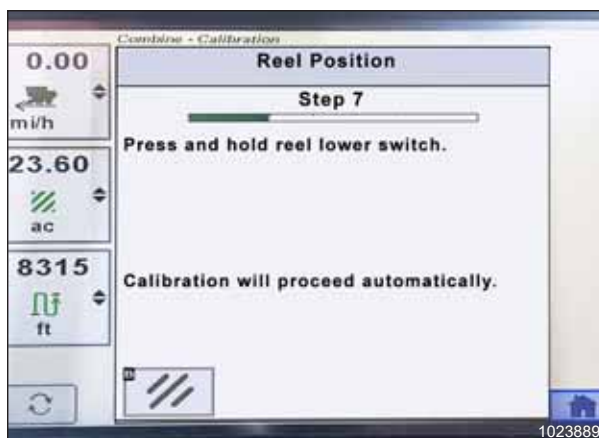 Combine - Calibration
0.00
mi/h
23.60
ac
8315
ft
Reel Position
Step 7
Press and hold reel lower switch.
Calibration will proceed automatically.
1023889